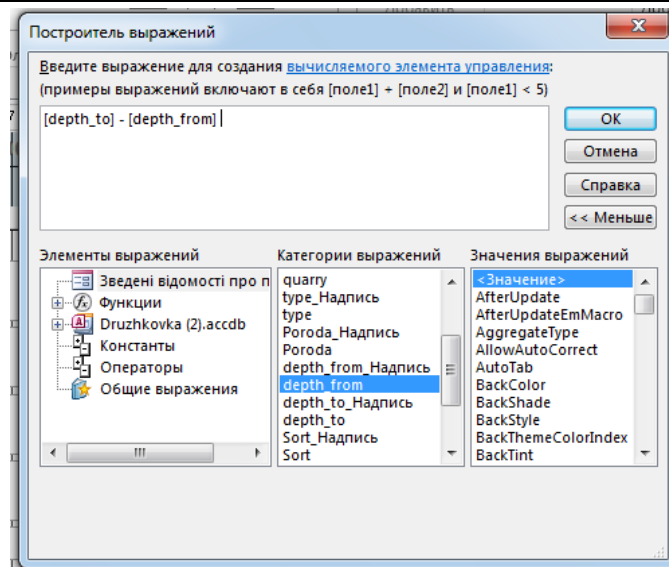 Построитель выражений
Введите выражение для создания вычисляемого элемента управления:
(примеры выражений включают в себя [поле1] + [поле2] и [поле1] < 5)
[depth_to] - [depth_from]
ОК
Отмена
Справка
<< Меньше
Элементы выражений
Зведені відомості про п
Функции
Druzhkovka (2).accdb
Константы
Операторы
Общие выражения
Категории выражений
quarry
type_Надпись
type
Poroda_Надпись
Poroda
depth_from_Надпись
depth_from
depth_to_Надпись
depth_to
Sort_Надпись
Sort
Значения выражений
<Значение>
AfterUpdate
AfterUpdateEmMacro
AggregateType
AllowAutoCorrect
AutoTab
BackColor
BackShade
BackStyle
BackThemeColorIndex
BackTint